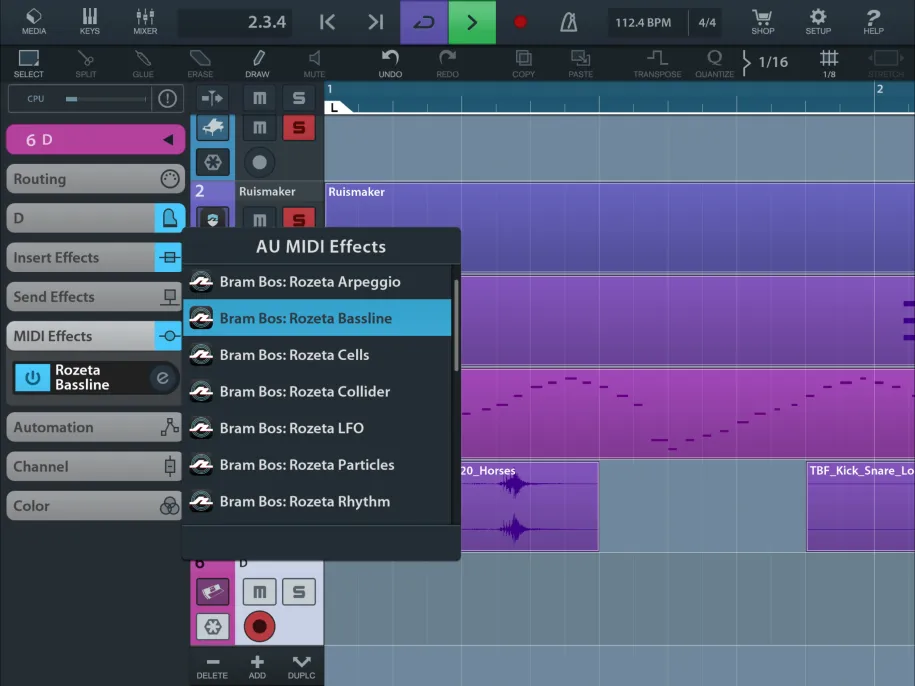 MEDIA
KEYS
MIXER
2.3.4
112.4 BPM
4/4
SHOP
SETUP
HELP
SELECT
SPLIT
GLUE
ERASE
DRAW
MUTE
UNDO
REDO
COPY
PASTE
TRANSPOSE
QUANTIZE
1/16
1/8
STRETCH
CPU
M
S
1
2
L
6 D
M
S
Routing
2
Ruismaker
Ruismaker
D
M
S
AU MIDI Effects
Insert Effects
Bram Bos: Rozeta Arpeggio
Send Effects
Bram Bos: Rozeta Bassline
MIDI Effects
Bram Bos: Rozeta Cells
Rozeta
Bassline
e
Bram Bos: Rozeta Collider
Automation
Bram Bos: Rozeta LFO
Channel
Bram Bos: Rozeta Particles
20_Horses
TBF_Kick_Snare_Lo
Color
Bram Bos: Rozeta Rhythm
6
D
M
S
DELETE
ADD
DUPLC